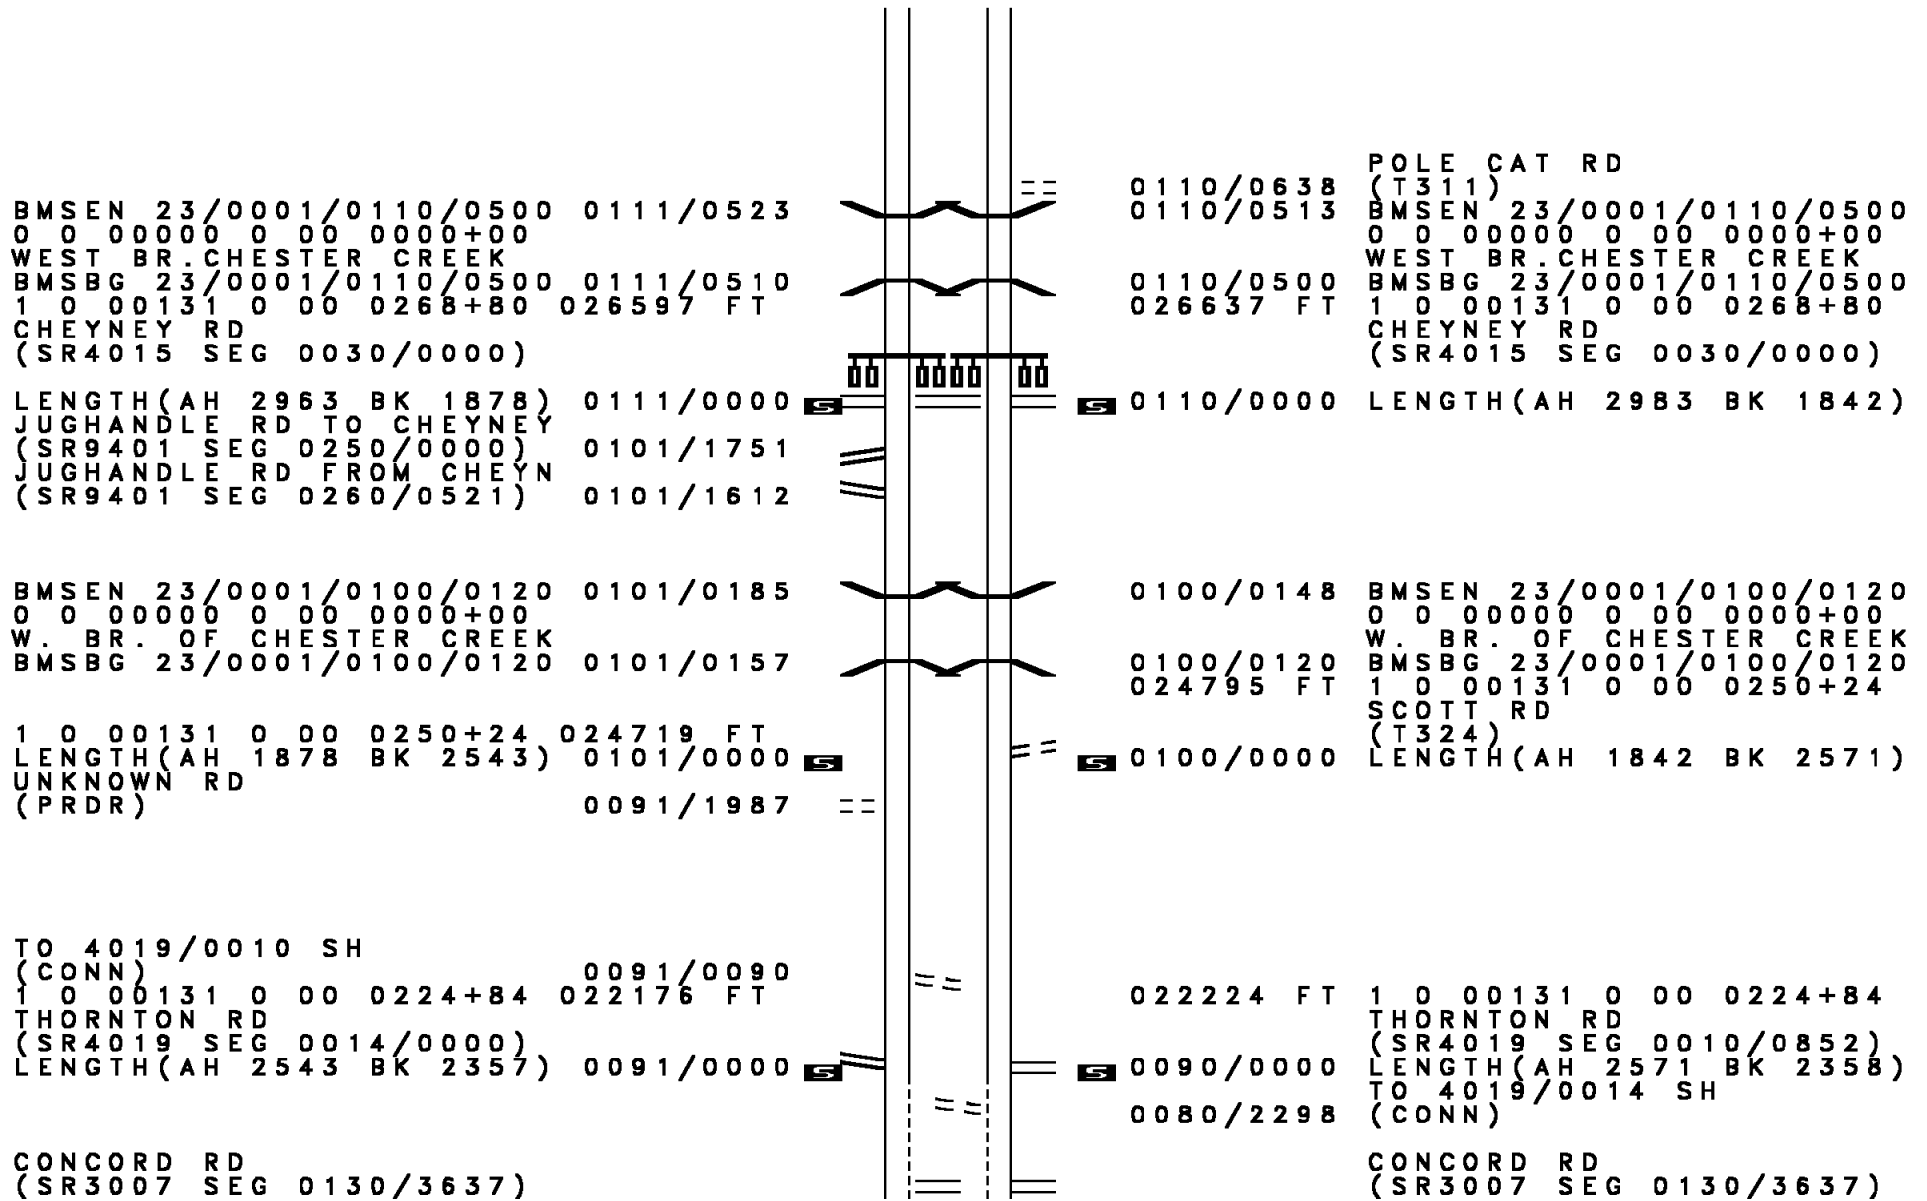 POLE CAT RD
0110/0638 (T311)
BMSEN 23/0001/0110/0500 0111/0523
0110/0513 BMSEN 23/0001/0110/0500
0 0 00000 0 00 0000+00
0 0 00000 0 00 0000+00
WEST BR.CHESTER CREEK
WEST BR.CHESTER CREEK
BMSBG 23/0001/0110/0500 0111/0510
0110/0500 BMSBG 23/0001/0110/0500
1 0 00131 0 00 0268+80 026597 FT
026637 FT 1 0 00131 0 00 0268+80
CHEYNEY RD
CHEYNEY RD
(SR4015 SEG 0030/0000)
(SR4015 SEG 0030/0000)
LENGTH(AH 2963 BK 1878) 0111/0000 S
S 0110/0000 LENGTH(AH 2983 BK 1842)
JUGHANDLE RD TO CHEYNEY
(SR9401 SEG 0250/0000) 0101/1751
JUGHANDLE RD FROM CHEYN
(SR9401 SEG 0260/0521) 0101/1612
BMSEN 23/0001/0100/0120 0101/0185
0100/0148 BMSEN 23/0001/0100/0120
0 0 00000 0 00 0000+00
0 0 00000 0 00 0000+00
W. BR. OF CHESTER CREEK
W. BR. OF CHESTER CREEK
BMSBG 23/0001/0100/0120 0101/0157
0100/0120 BMSBG 23/0001/0100/0120
024795 FT 1 0 00131 0 00 0250+24
SCOTT RD
(T324)
1 0 00131 0 00 0250+24 024719 FT
LENGTH(AH 1878 BK 2543) 0101/0000 S
S 0100/0000 LENGTH(AH 1842 BK 2571)
UNKNOWN RD
(PRDR) 0091/1987
TO 4019/0010 SH
(CONN) 0091/0090
1 0 00131 0 00 0224+84 022176 FT
022224 FT 1 0 00131 0 00 0224+84
THORNTON RD
THORNTON RD
(SR4019 SEG 0014/0000)
(SR4019 SEG 0010/0852)
LENGTH(AH 2543 BK 2357) 0091/0000 S
S 0090/0000 LENGTH(AH 2571 BK 2358)
TO 4019/0014 SH
0080/2298 (CONN)
CONCORD RD
CONCORD RD
(SR3007 SEG 0130/3637)
(SR3007 SEG 0130/3637)